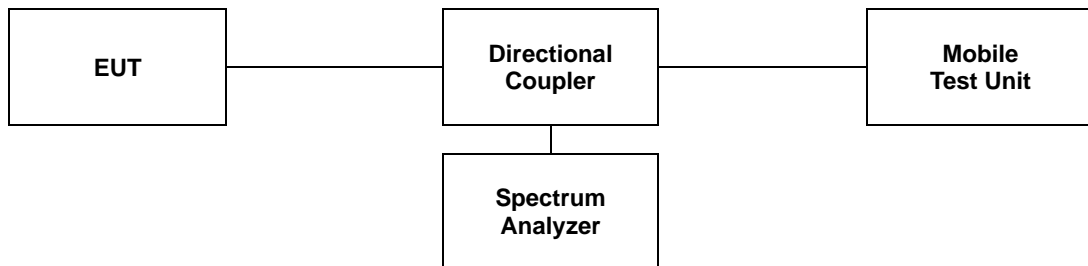 EUT
Directional
Coupler
Mobile
Test Unit
Spectrum
Analyzer